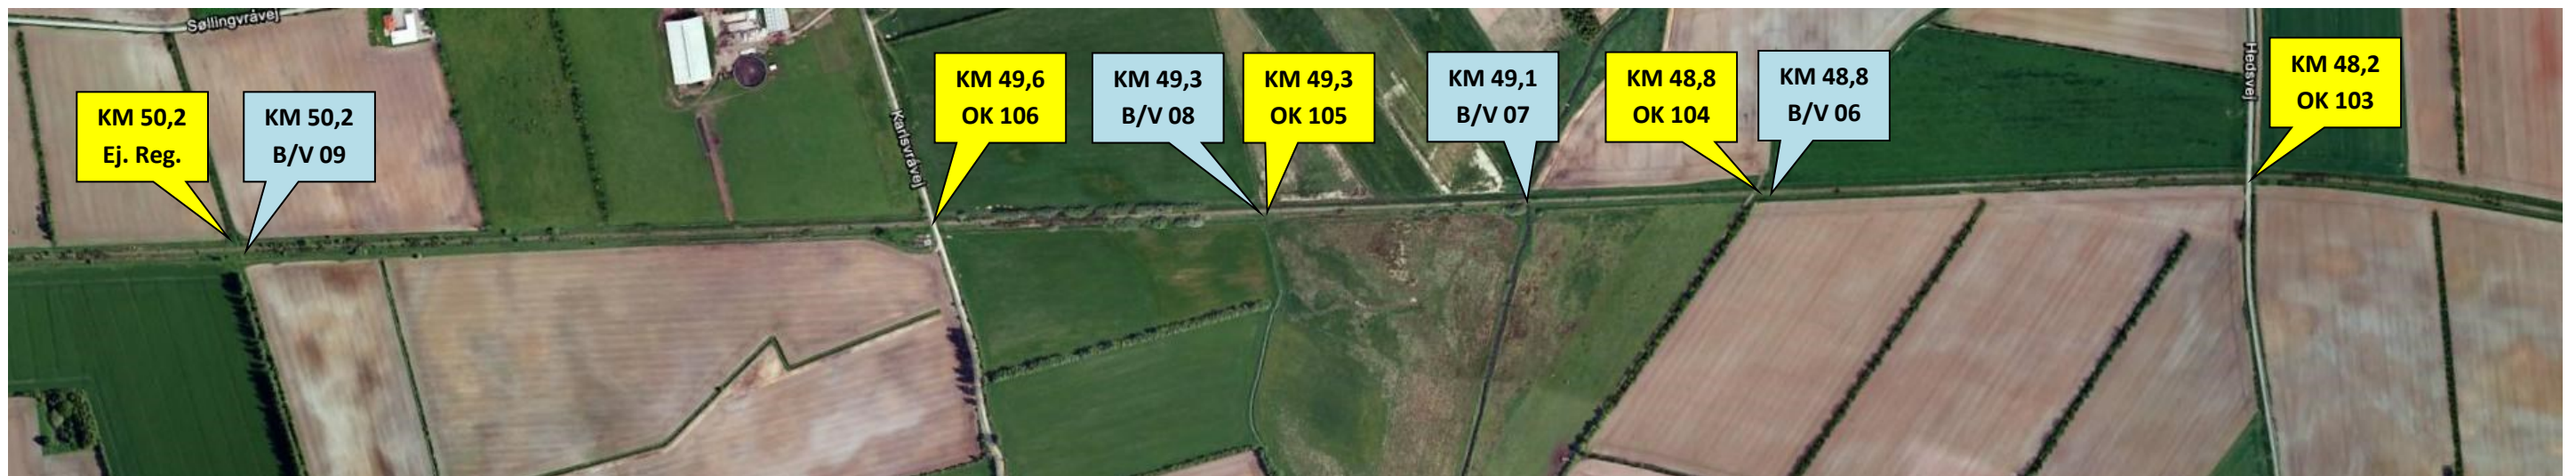 Søllingvråvej
KM 50,2
Ej. Reg.
KM 50,2
B/V 09
Karlsvråvej
KM 49,6
OK 106
KM 49,3
B/V 08
KM 49,3
OK 105
KM 49,1
B/V 07
KM 48,8
OK 104
KM 48,8
B/V 06
Hedsvej
KM 48,2
OK 103